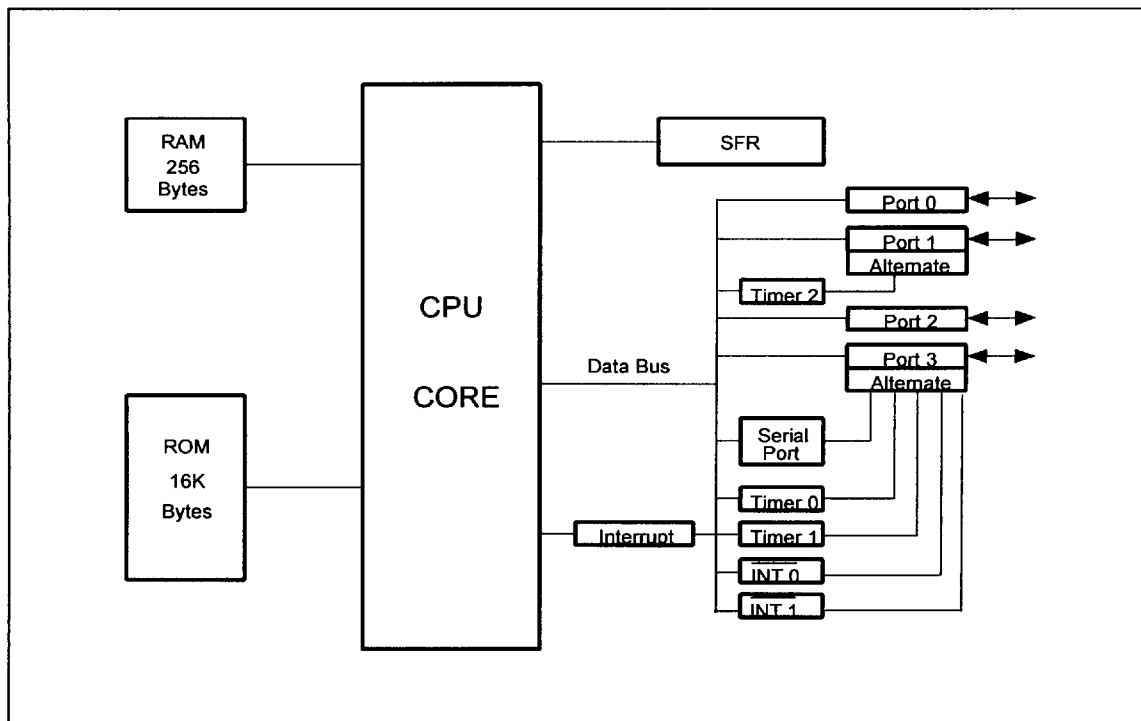 RAM
256
Bytes
SFR
Port 0
Port 1
Alternate
Timer 2
CPU
CORE
Port 2
Data Bus
Port 3
Alternate
ROM
16K
Bytes
Serial
Port
Timer 0
Interrupt
Timer 1
INT 0
INT 1